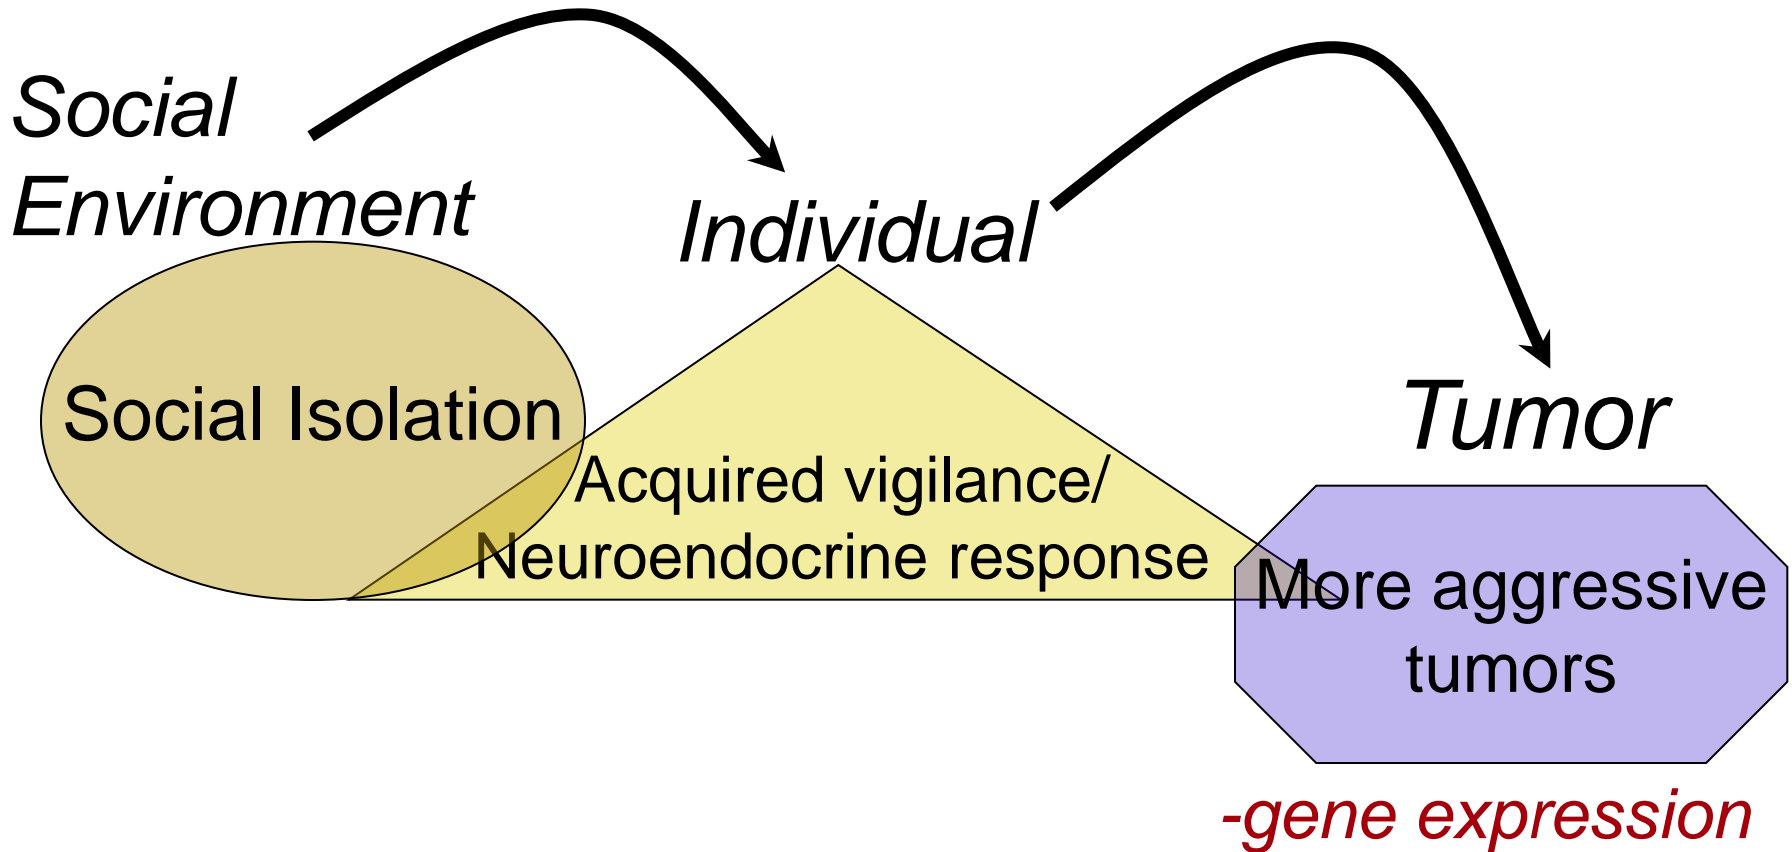 Social
Environment
Individual
Social Isolation
Acquired vigilance/
Neuroendocrine response
Tumor
More aggressive
tumors
-gene expression